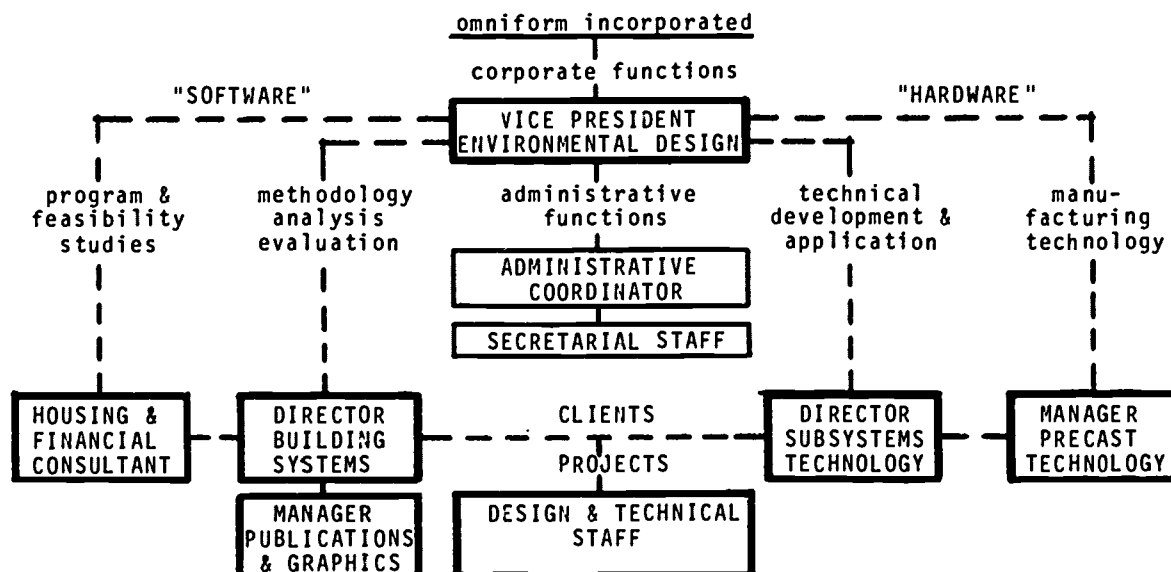 omniform incorporated
corporate functions
"SOFTWARE"
"HARDWARE"
VICE PRESIDENT
ENVIRONMENTAL DESIGN
program &
feasibility
studies
methodology
analysis
evaluation
administrative
functions
technical
development &
application
manu-
facturing
technology
ADMINISTRATIVE
COORDINATOR
SECRETARIAL STAFF
HOUSING &
FINANCIAL
CONSULTANT
DIRECTOR
BUILDING
SYSTEMS
CLIENTS
PROJECTS
DIRECTOR
SUBSYSTEMS
TECHNOLOGY
MANAGER
PRECAST
TECHNOLOGY
MANAGER
PUBLICATIONS
& GRAPHICS
DESIGN & TECHNICAL
STAFF